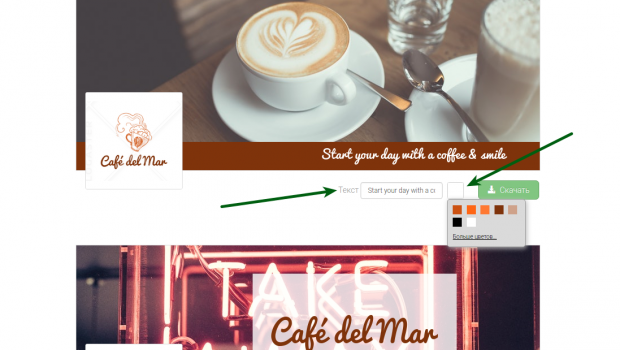 Start your day with a coffee & smile
Café del Mar
Текст
Start your day with a co
Скачать
Больше цветов...
TAKE
Café del Mar